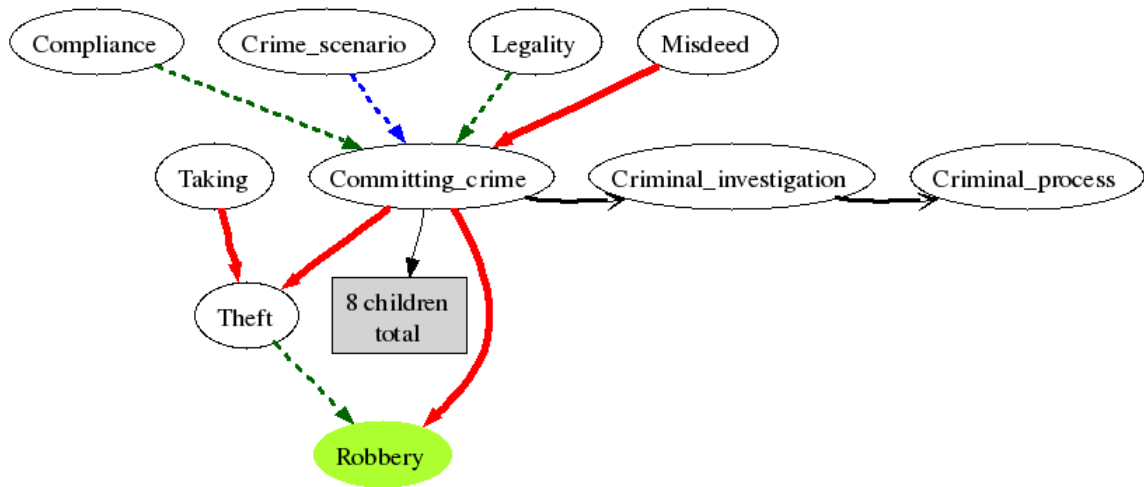 Compliance
Crime_scenario
Legality
Misdeed
Taking
Committing_crime
Criminal_investigation
Criminal_process
Theft
8 children
total
Robbery